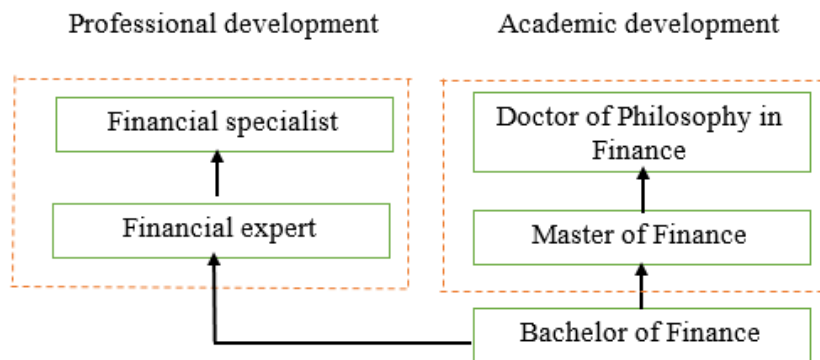 Professional development
Academic development
Financial specialist
Financial expert
Doctor of Philosophy in
Finance
Master of Finance
Bachelor of Finance